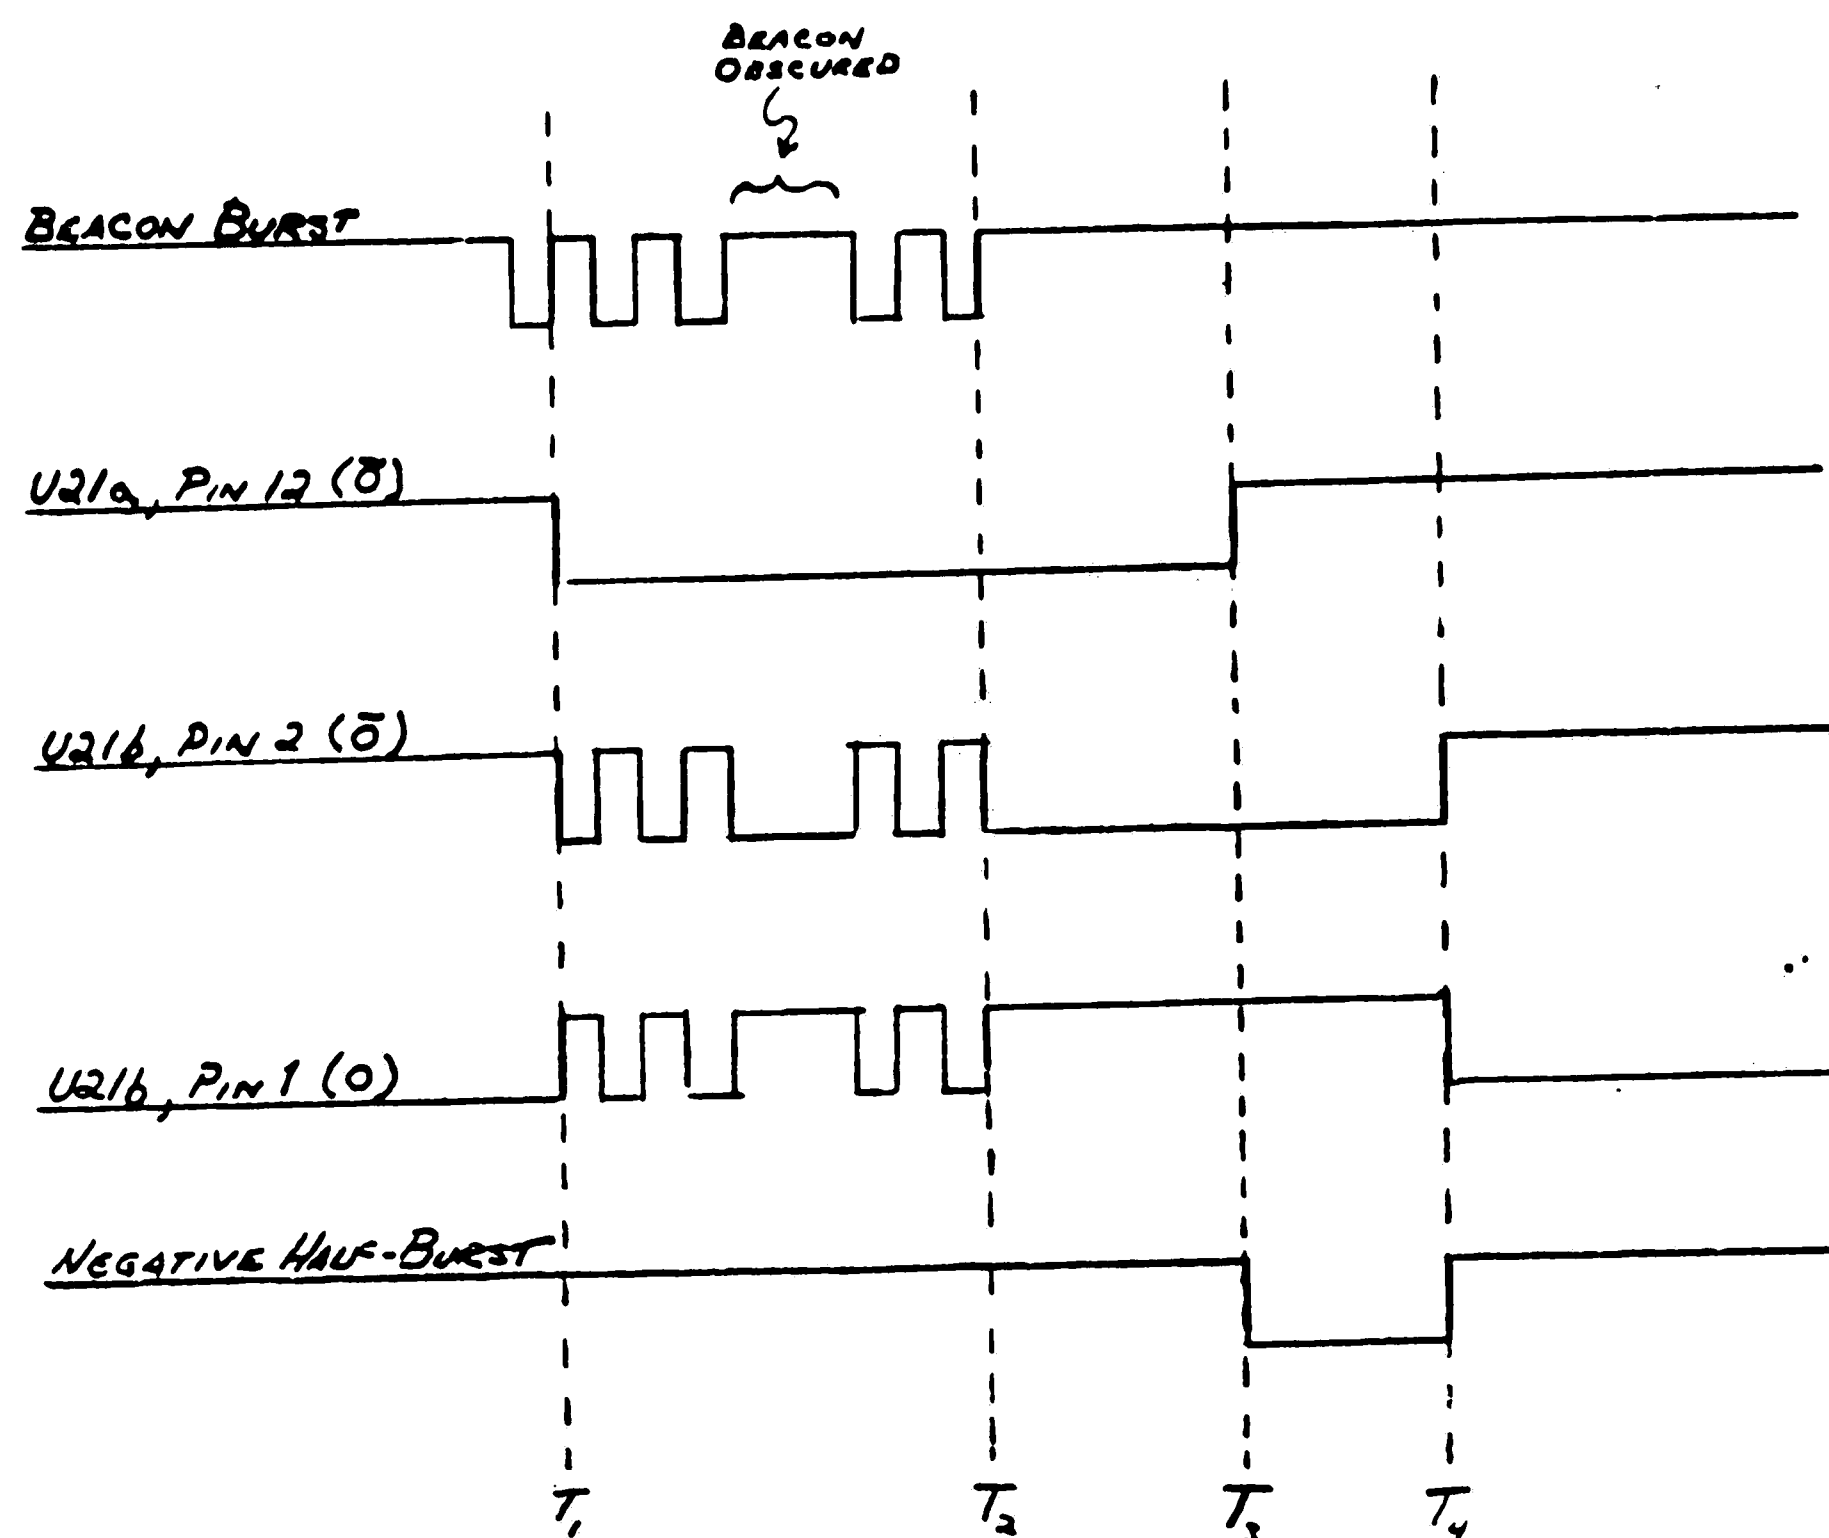 BEACON
OBSCURED
BEACON BURST
U21a, PIN 12 (Q̄)
U21b, PIN 2 (Q̄)
U21b, PIN 1 (Q)
NEGATIVE HALF-BURST
T₁ T₂ T₃ T₄